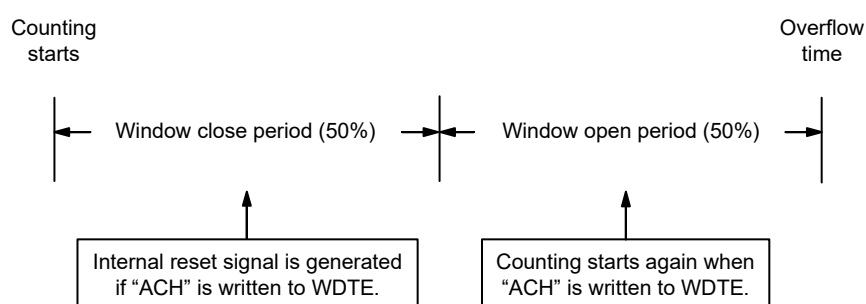 Counting
starts
Overflow
time
Window close period (50%)
Window open period (50%)
Internal reset signal is generated
if “ACH” is written to WDTE.
Counting starts again when
“ACH” is written to WDTE.